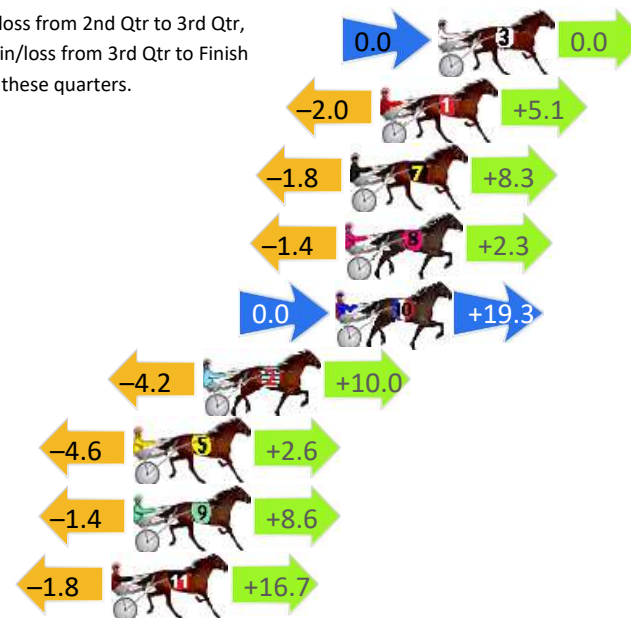 loss from 2nd Qtr to 3rd Qtr,
in/loss from 3rd Qtr to Finish
these quarters.
0.0 3 0.0
–2.0 1 +5.1
–1.8 7 +8.3
–1.4 8 +2.3
0.0 10 +19.3
–4.2 2 +10.0
–4.6 5 +2.6
–1.4 9 +8.6
–1.8 11 +16.7